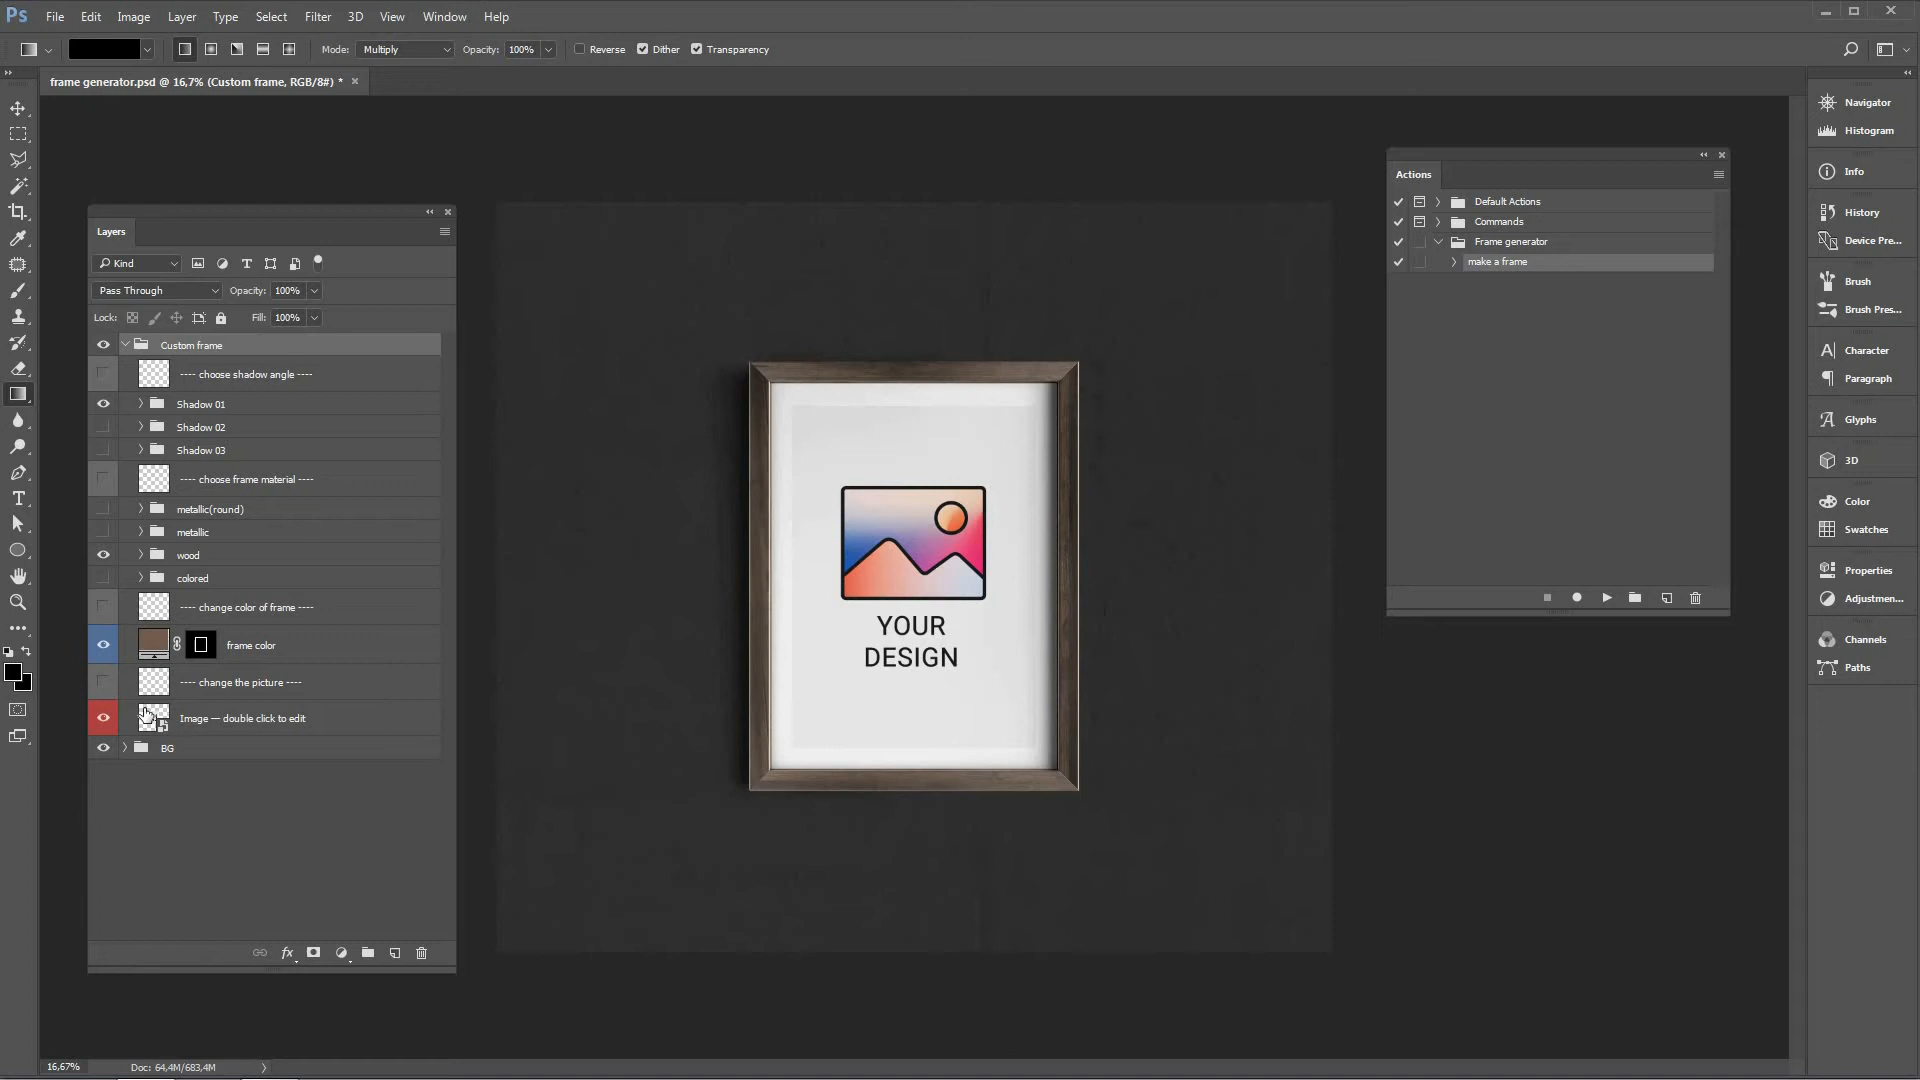 Ps File Edit Image Layer Type Select Filter 3D View Window Help
Mode: Multiply Opacity: 100% Reverse Dither Transparency
frame generator.psd @ 16,7% (Custom frame, RGB/8#) *
Layers
Kind
Pass Through Opacity: 100%
Lock: Fill: 100%
Custom frame
---- choose shadow angle ----
Shadow 01
Shadow 02
Shadow 03
---- choose frame material ----
metallic(round)
metallic
wood
colored
---- change color of frame ----
frame color
---- change the picture ----
Image — double click to edit
BG
fx
YOUR
DESIGN
Actions
Default Actions
Commands
Frame generator
make a frame
Navigator
Histogram
Info
History
Device Pre...
Brush
Brush Pres...
Character
Paragraph
Glyphs
3D
Color
Swatches
Properties
Adjustmen...
Channels
Paths
16,67% Doc: 64,4M/683,4M